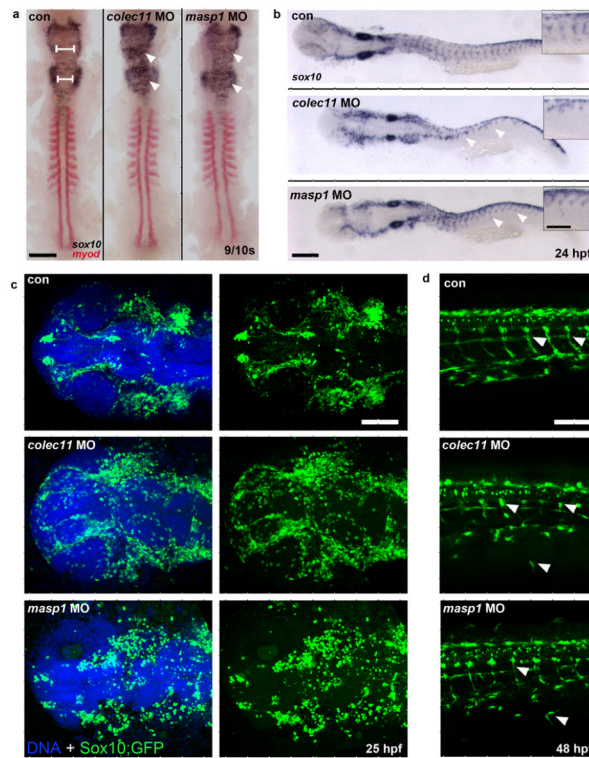 a
con
colec11 MO
masp1 MO
sox10
myod
9/10s
b
con
sox10
colec11 MO
masp1 MO
24 hpf
c
con
colec11 MO
masp1 MO
DNA + Sox10;GFP
25 hpf
d
con
colec11 MO
masp1 MO
48 hpf